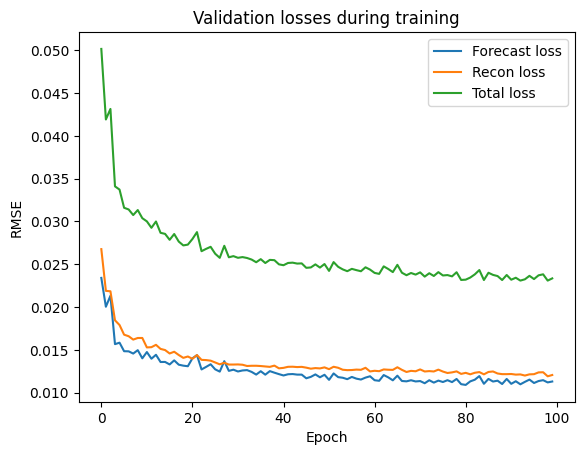 Validation losses during training
Forecast loss
Recon loss
Total loss
RMSE
0.050
0.045
0.040
0.035
0.030
0.025
0.020
0.015
0.010
0 20 40 60 80 100
Epoch